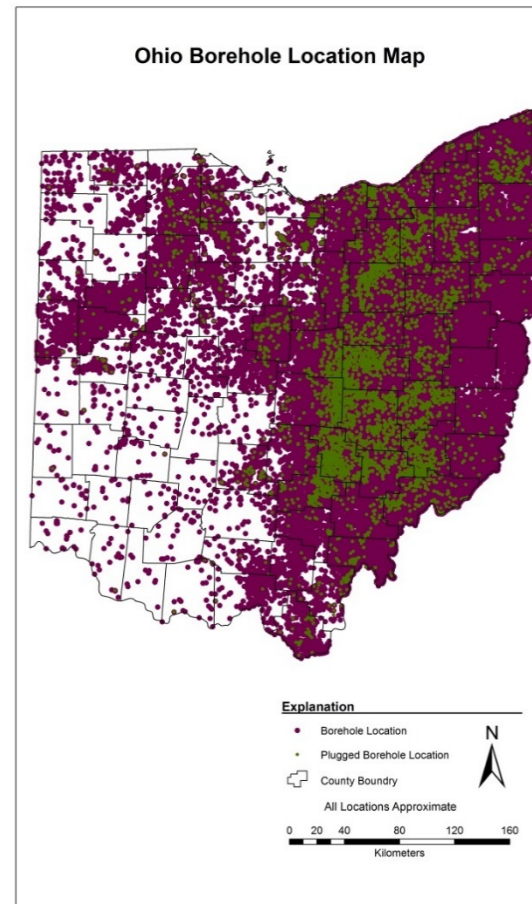 Ohio Borehole Location Map
Explanation
Borehole Location
Plugged Borehole Location
County Boundry
All Locations Approximate
N
0 10 20 40 80 120 160
Kilometers